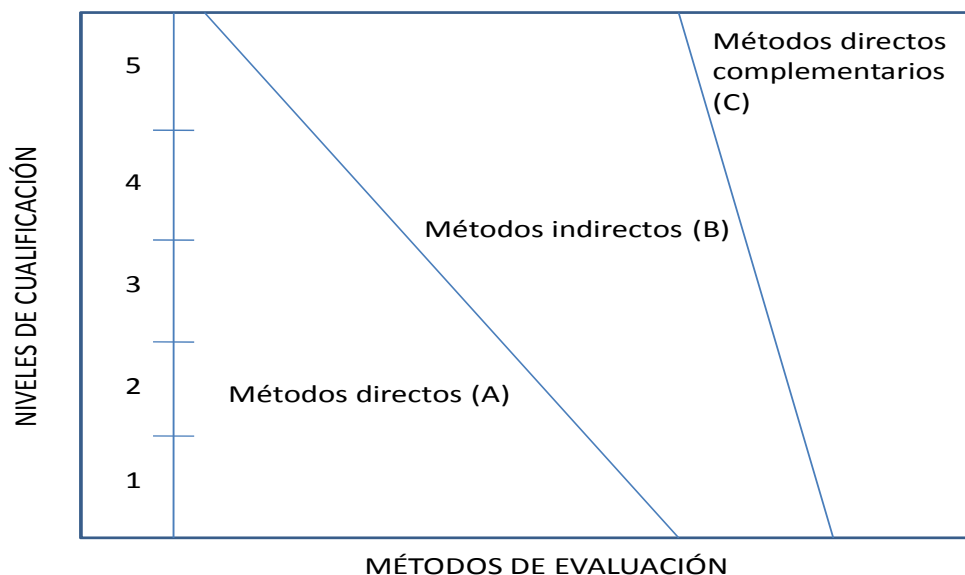 NIVELES DE CUALIFICACIÓN
5
4
3
2
1
Métodos directos
complementarios
(C)
Métodos indirectos (B)
Métodos directos (A)
MÉTODOS DE EVALUACIÓN